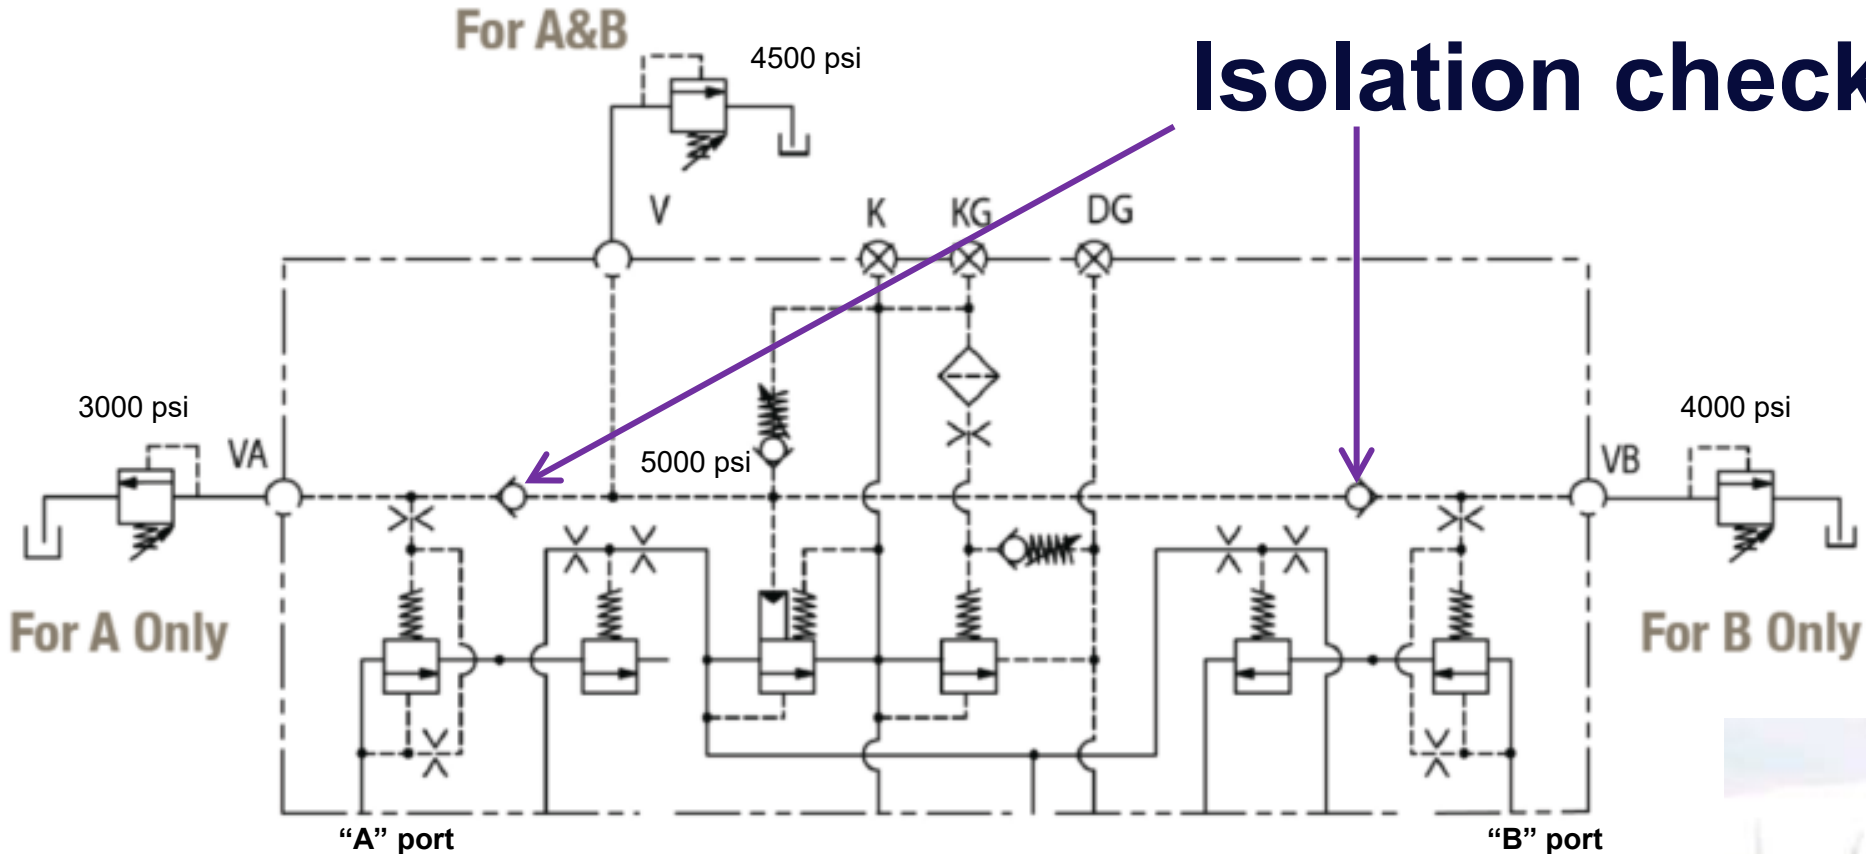 For A&B
4500 psi
Isolation check
V
K
KG
DG
3000 psi
VA
5000 psi
4000 psi
VB
For A Only
For B Only
“A” port
“B” port